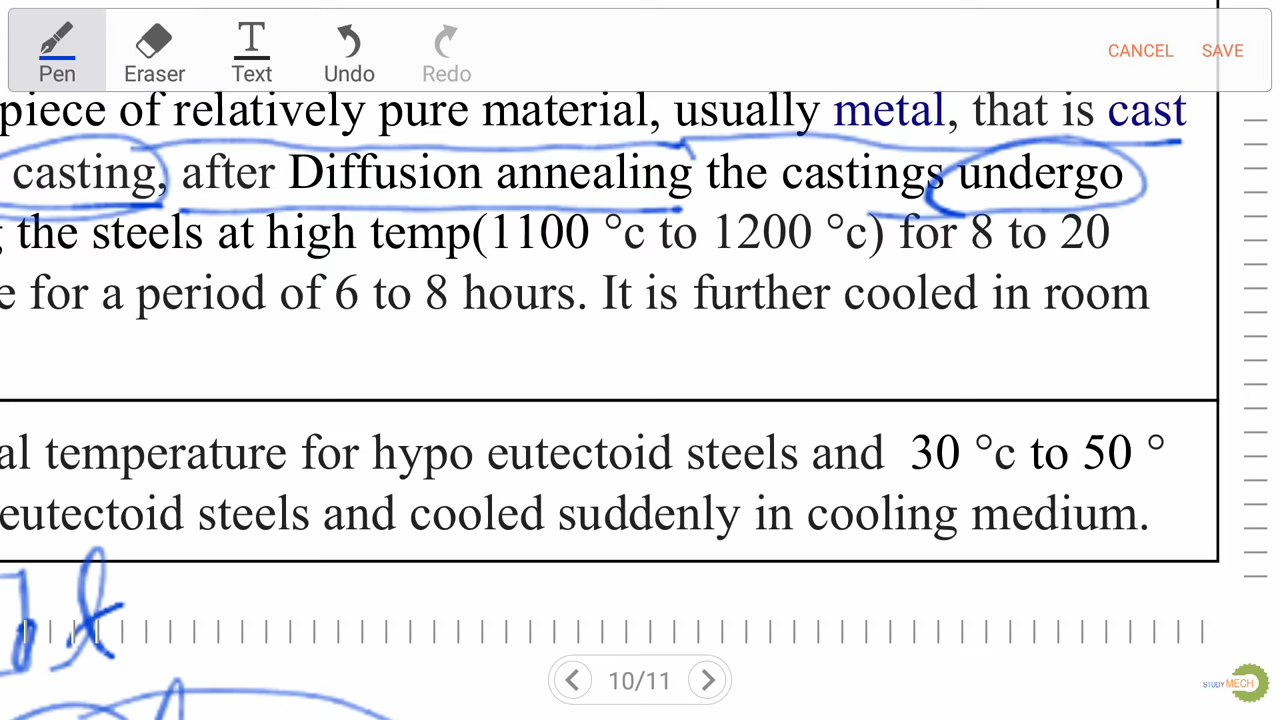 Pen Eraser Text Undo Redo CANCEL SAVE
piece of relatively pure material, usually metal, that is cast
casting, after Diffusion annealing the castings undergo
the steels at high temp(1100 °c to 1200 °c) for 8 to 20
e for a period of 6 to 8 hours. It is further cooled in room
al temperature for hypo eutectoid steels and 30 °c to 50 °
eutectoid steels and cooled suddenly in cooling medium.
10/11
STUDY MECH